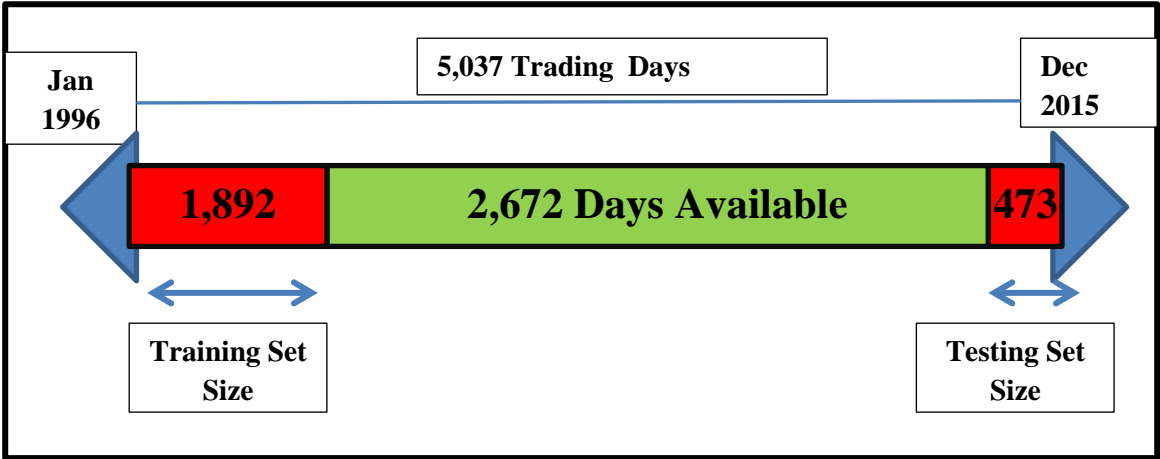 5,037 Trading Days
Jan
1996
Dec
2015
1,892
2,672 Days Available
473
Training Set
Size
Testing Set
Size